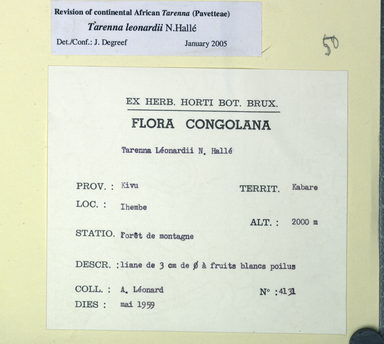 Revision of continental African Tarenna (Pavetteae)
Tarenna leonardii N.Hallé
Det./Conf.: J. Degreef January 2005
50
EX HERB. HORTI BOT. BRUX.
FLORA CONGOLANA
Tarenna Léonardii N. Hallé
PROV. : Kivu TERRIT. Kabare
LOC. : Ihembe
ALT. : 2000 m
STATIO. Forêt de montagne
DESCR. :liane de 3 cm de Ø à fruits blancs poilus
COLL. : A. Léonard N° :4131
DIES : mai 1959